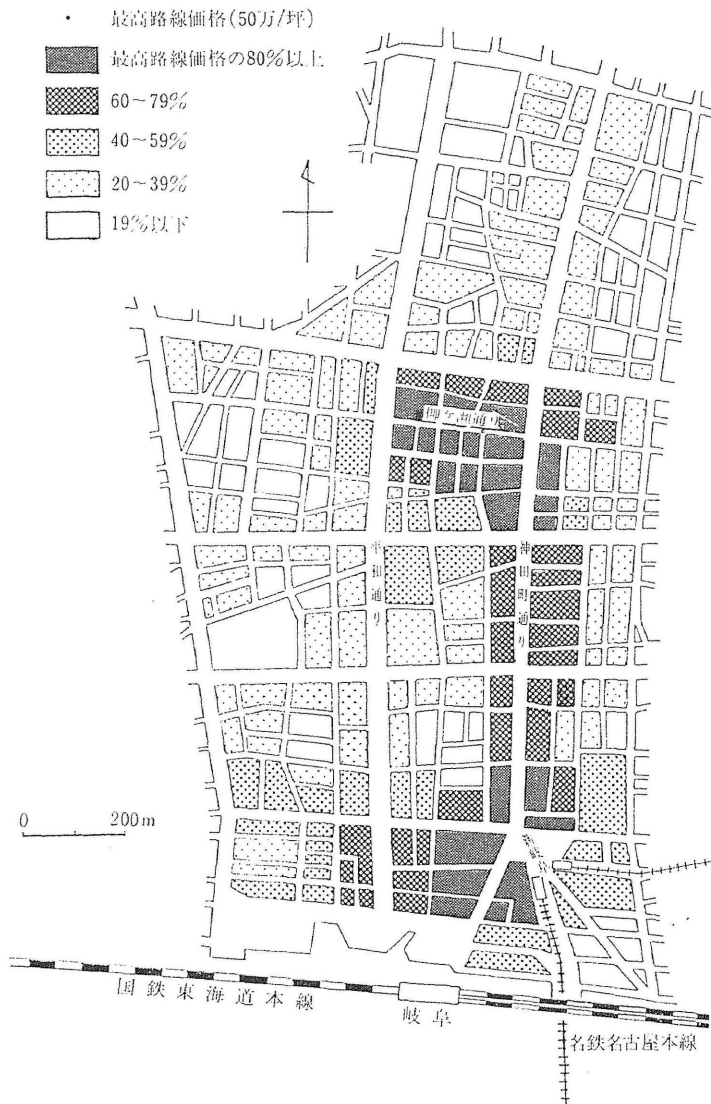 ・ 最高路線価格(50万/坪)
最高路線価格の80%以上
60～79%
40～59%
20～39%
19%以下
柳ケ瀬通り
平和通り
神田町通り
0 200m
国鉄東海道本線
岐阜
名鉄名古屋本線